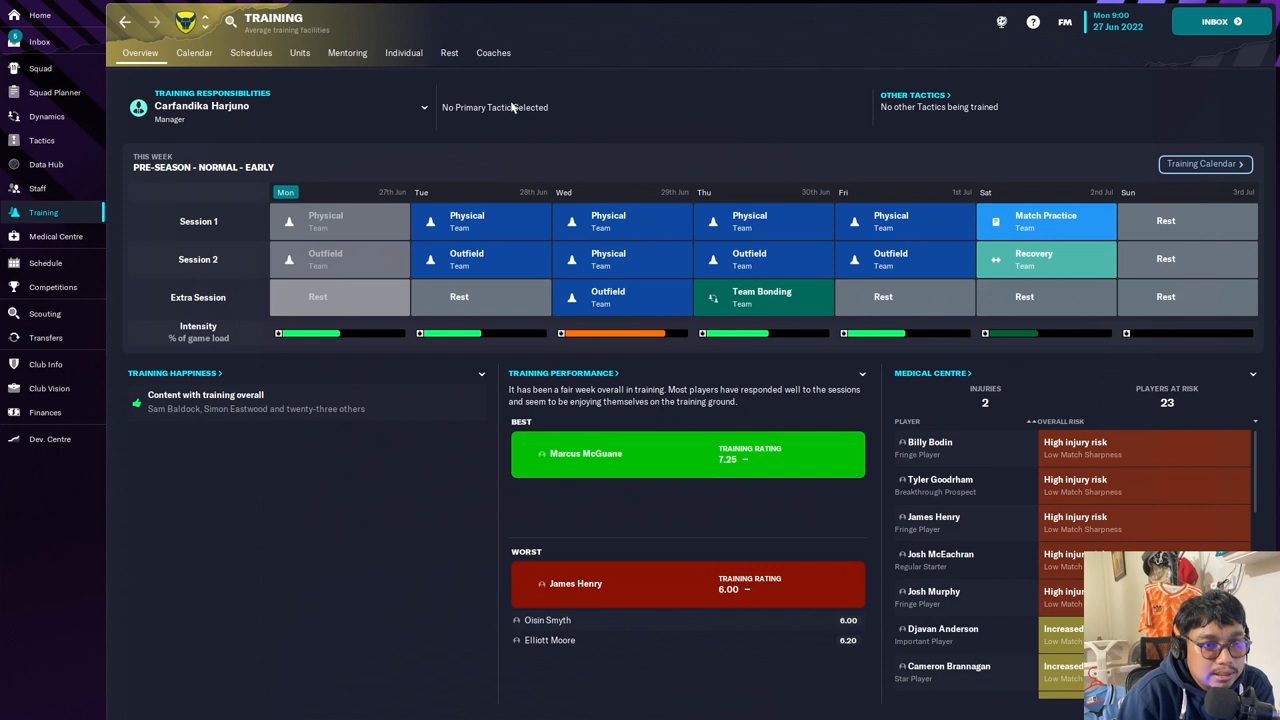 Home
5
Inbox
Squad
Squad Planner
Dynamics
Tactics
Data Hub
Staff
Training
Medical Centre
Schedule
Competitions
Scouting
Transfers
Club Info
Club Vision
Finances
Dev. Centre
TRAINING
Average training facilities
FM
Mon 9:00
27 Jun 2022
INBOX
Overview Calendar Schedules Units Mentoring Individual Rest Coaches
TRAINING RESPONSIBILITIES
Carfandika Harjuno
Manager
No Primary Tactic Selected
OTHER TACTICS >
No other Tactics being trained
THIS WEEK
PRE-SEASON - NORMAL - EARLY
Training Calendar >
Mon 27th Jun Tue 28th Jun Wed 29th Jun Thu 30th Jun Fri 1st Jul Sat 2nd Jul Sun 3rd Jul
Session 1
Physical Team Physical Team Physical Team Physical Team Physical Team Match Practice Team Rest
Session 2
Outfield Team Outfield Team Physical Team Outfield Team Outfield Team Recovery Team Rest
Extra Session
Rest Rest Outfield Team Team Bonding Team Rest Rest Rest
Intensity
% of game load
TRAINING HAPPINESS >
Content with training overall
Sam Baldock, Simon Eastwood and twenty-three others
TRAINING PERFORMANCE >
It has been a fair week overall in training. Most players have responded well to the sessions
and seem to be enjoying themselves on the training ground.
BEST
Marcus McGuane
TRAINING RATING
7.25 –
WORST
James Henry
TRAINING RATING
6.00 –
Oisin Smyth 6.00
Elliott Moore 6.20
MEDICAL CENTRE >
INJURIES
2
PLAYERS AT RISK
23
PLAYER OVERALL RISK
Billy Bodin High injury risk
Fringe Player Low Match Sharpness
Tyler Goodrham High injury risk
Breakthrough Prospect Low Match Sharpness
James Henry High injury risk
Fringe Player Low Match Sharpness
Josh McEachran High inj
Regular Starter Low Mat
Josh Murphy High inju
Fringe Player Low Mat
Djavan Anderson Increased
Important Player Low Mat
Cameron Brannagan Increased
Star Player Low Mat